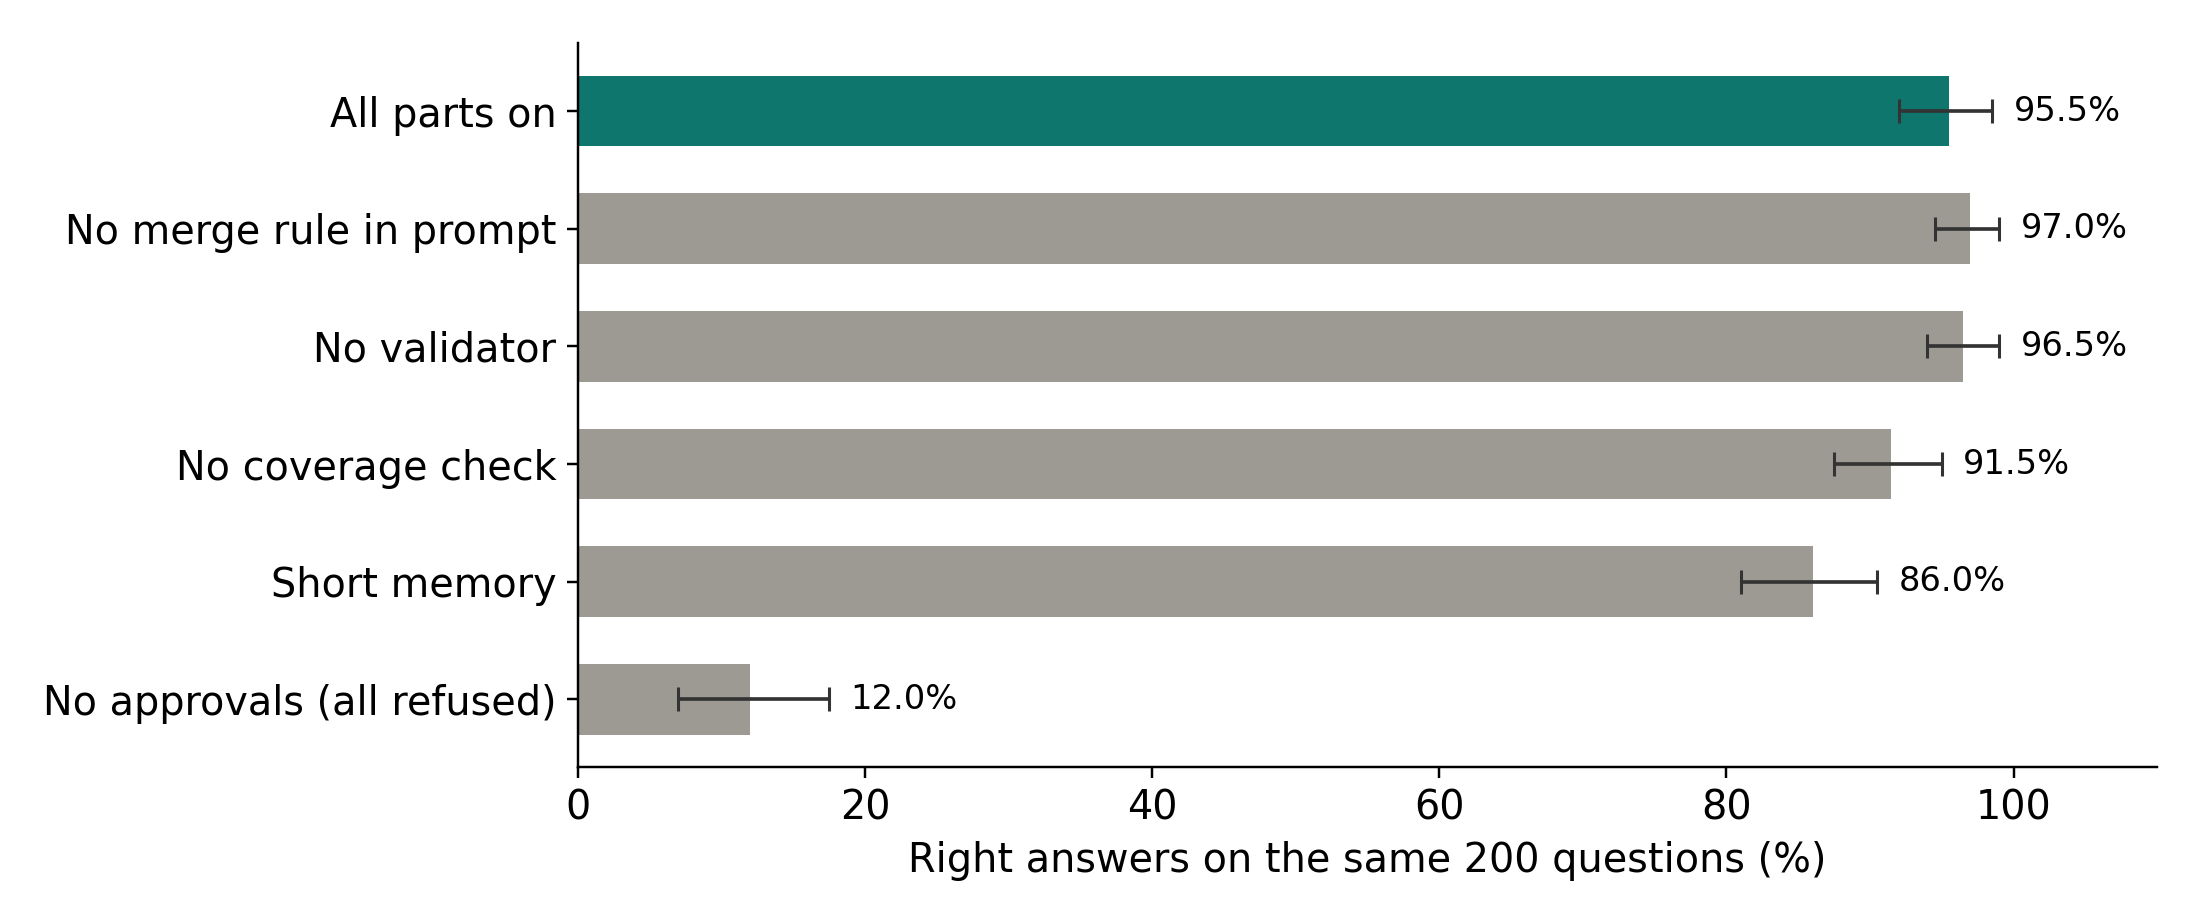 All parts on 95.5%
No merge rule in prompt 97.0%
No validator 96.5%
No coverage check 91.5%
Short memory 86.0%
No approvals (all refused) 12.0%
0 20 40 60 80 100
Right answers on the same 200 questions (%)